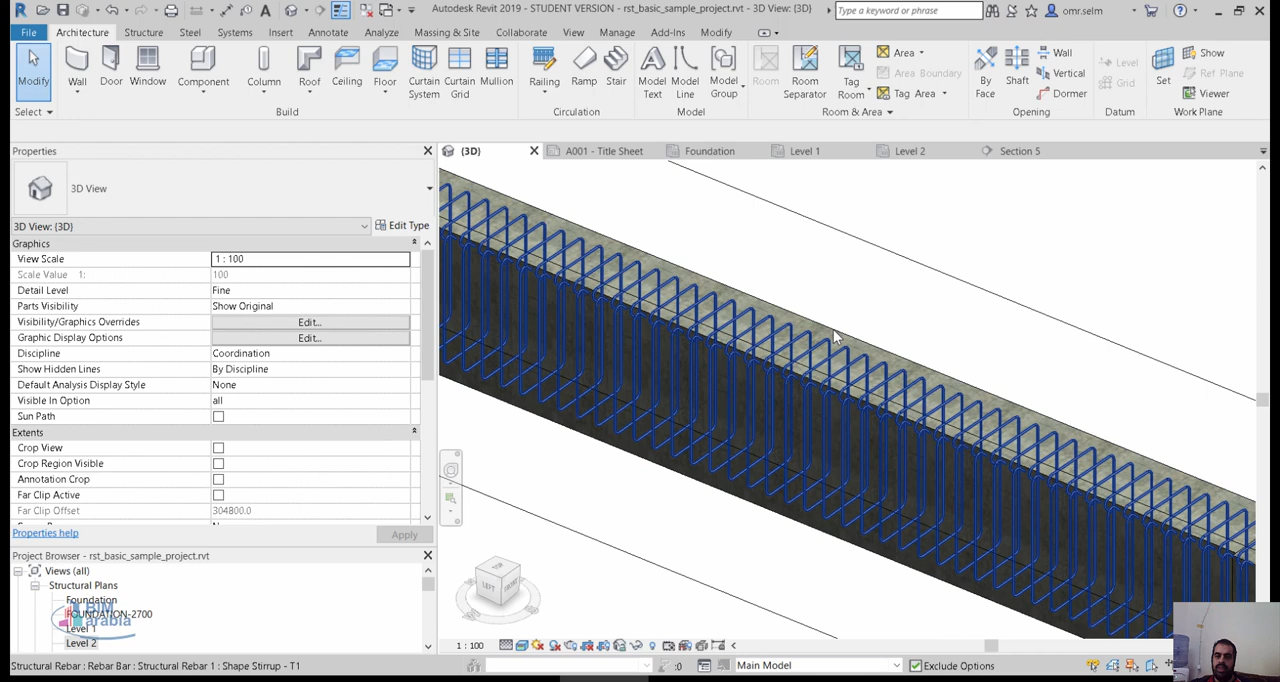 Autodesk Revit 2019 - STUDENT VERSION - rst_basic_sample_project.rvt - 3D View: {3D}
Type a keyword or phrase
omr.selm
File Architecture Structure Steel Systems Insert Annotate Analyze Massing & Site Collaborate View Manage Add-Ins Modify
Modify Wall Door Window Component Column Roof Ceiling Floor Curtain System Curtain Grid Mullion Railing Ramp Stair Model Text Model Line Model Group Room Room Separator Tag Room Area Area Boundary Tag Area By Face Shaft Wall Vertical Dormer Level Grid Set Show Ref Plane Viewer
Select Build Circulation Model Room & Area Opening Datum Work Plane
Properties
(3D) A001 - Title Sheet Foundation Level 1 Level 2 Section 5
3D View
3D View: {3D} Edit Type
Graphics
View Scale 1 : 100
Scale Value 1: 100
Detail Level Fine
Parts Visibility Show Original
Visibility/Graphics Overrides Edit...
Graphic Display Options Edit...
Discipline Coordination
Show Hidden Lines By Discipline
Default Analysis Display Style None
Visible In Option all
Sun Path
Extents
Crop View
Crop Region Visible
Annotation Crop
Far Clip Active
Far Clip Offset 304800.0
Properties help Apply
Project Browser - rst_basic_sample_project.rvt
Views (all)
Structural Plans
Foundation
FOUNDATION-2700
Level 1
Level 2
BIM
arabia
TOP
LEFT FRONT
1 : 100
Structural Rebar : Rebar Bar : Structural Rebar 1 : Shape Stirrup - T1
:0 Main Model Exclude Options